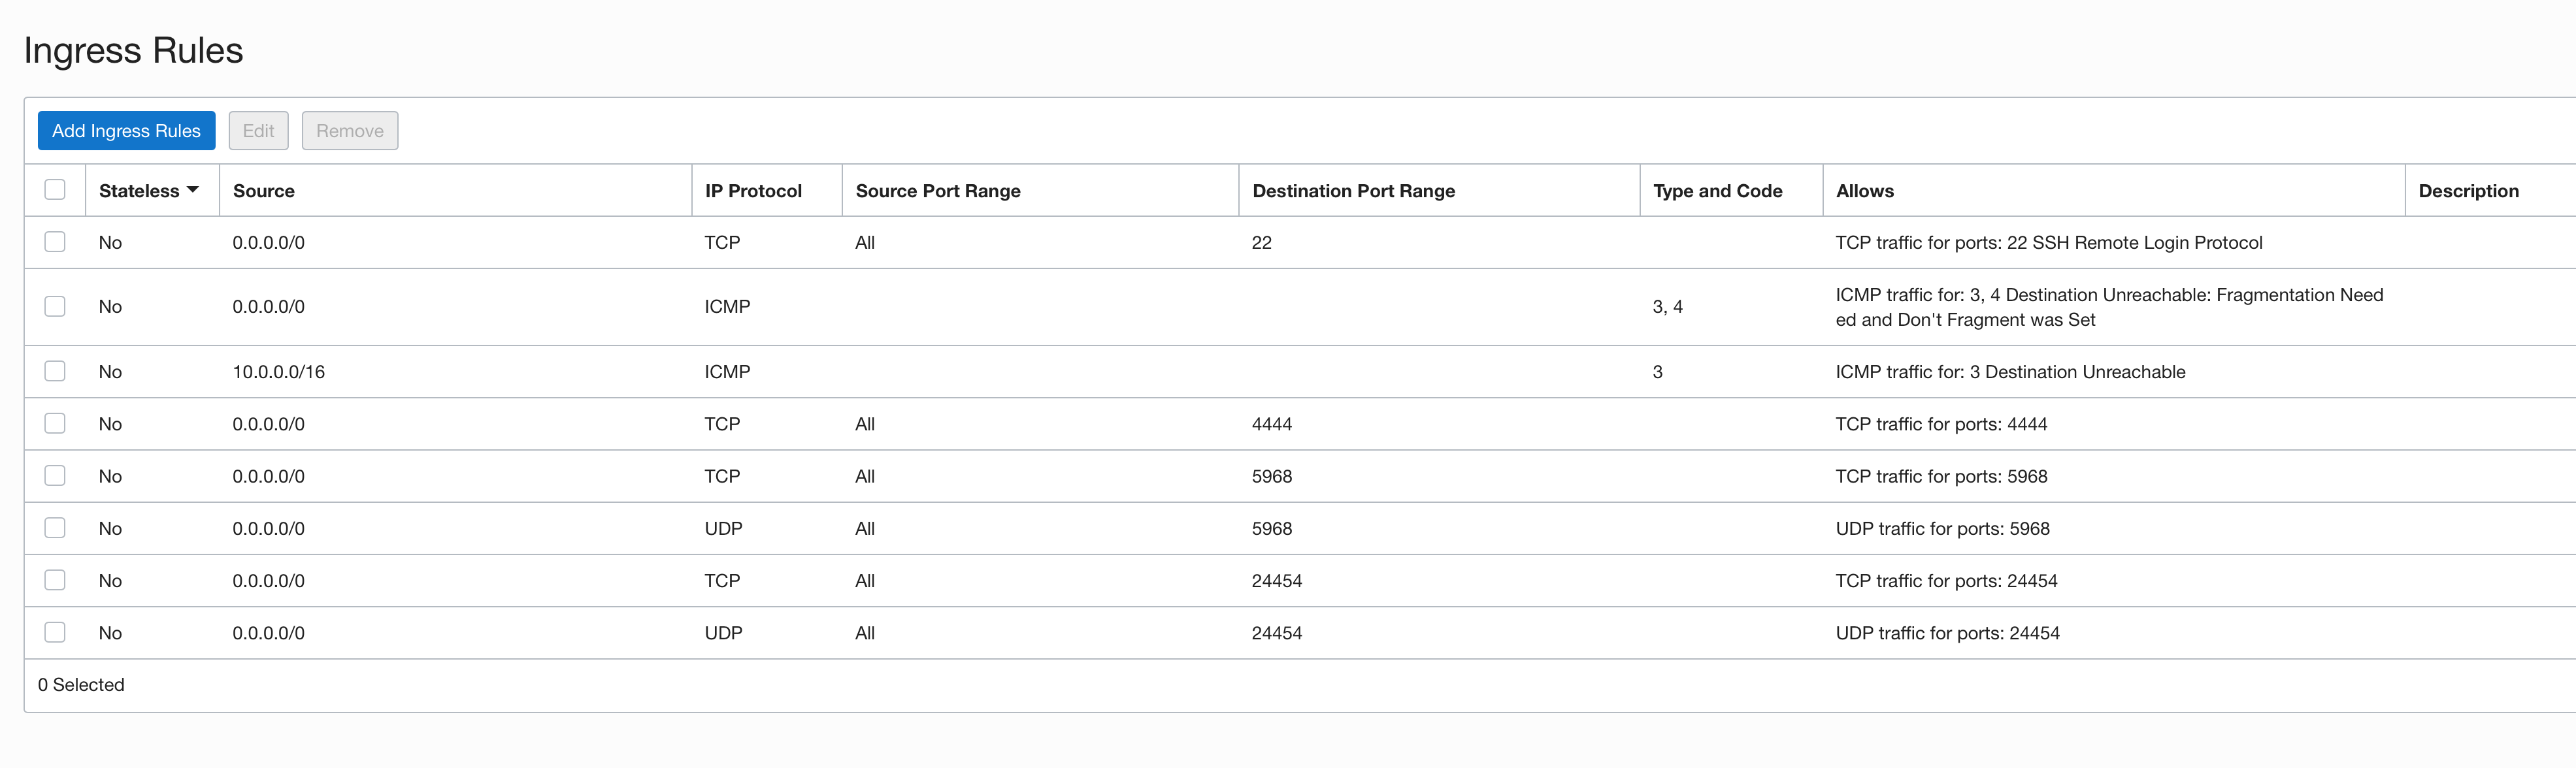 Ingress Rules
Add Ingress Rules Edit Remove
Stateless Source IP Protocol Source Port Range Destination Port Range Type and Code Allows Description
No 0.0.0.0/0 TCP All 22 TCP traffic for ports: 22 SSH Remote Login Protocol
No 0.0.0.0/0 ICMP 3, 4 ICMP traffic for: 3, 4 Destination Unreachable: Fragmentation Need
ed and Don't Fragment was Set
No 10.0.0.0/16 ICMP 3 ICMP traffic for: 3 Destination Unreachable
No 0.0.0.0/0 TCP All 4444 TCP traffic for ports: 4444
No 0.0.0.0/0 TCP All 5968 TCP traffic for ports: 5968
No 0.0.0.0/0 UDP All 5968 UDP traffic for ports: 5968
No 0.0.0.0/0 TCP All 24454 TCP traffic for ports: 24454
No 0.0.0.0/0 UDP All 24454 UDP traffic for ports: 24454
0 Selected